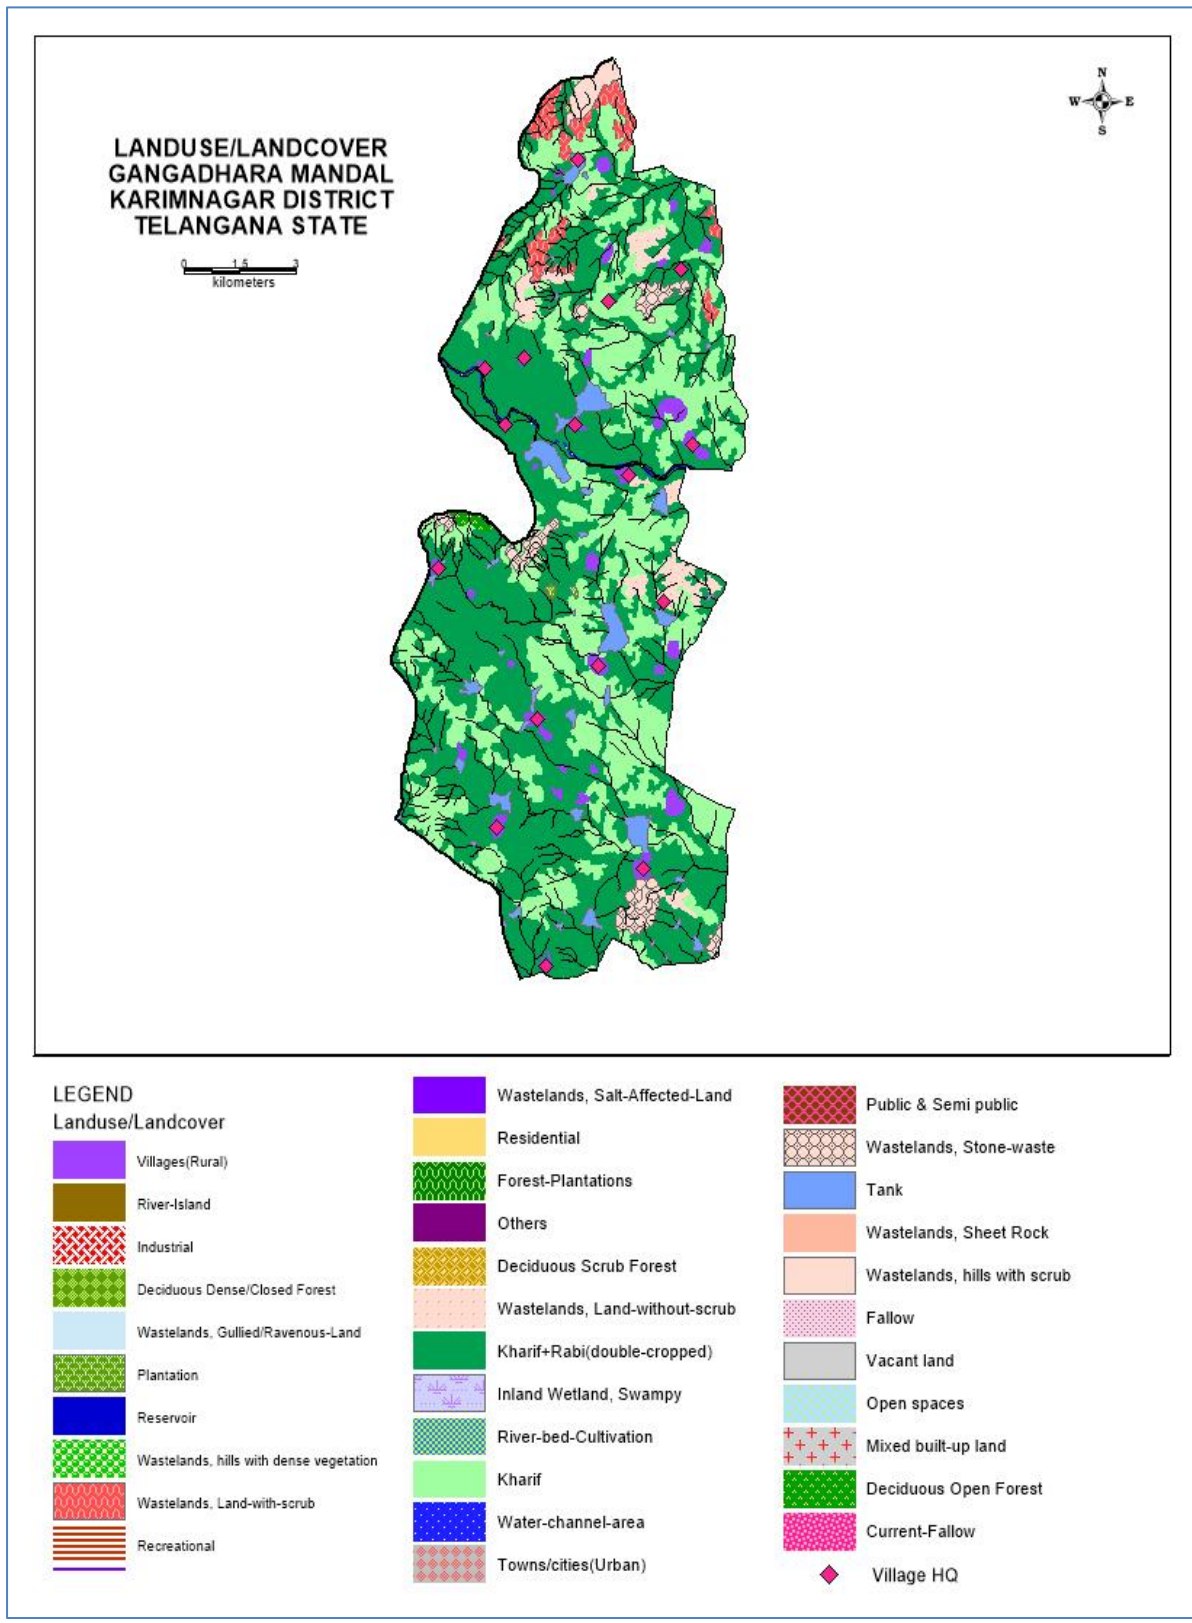 LANDUSE/LANDCOVER
GANGADHARA MANDAL
KARIMNAGAR DISTRICT
TELANGANA STATE
0 1.5 3
kilometers
N
W E
S
LEGEND
Landuse/Landcover
Villages(Rural)
River-Island
Industrial
Deciduous Dense/Closed Forest
Wastelands, Gullied/Ravenous-Land
Plantation
Reservoir
Wastelands, hills with dense vegetation
Wastelands, Land-with-scrub
Recreational
Wastelands, Salt-Affected-Land
Residential
Forest-Plantations
Others
Deciduous Scrub Forest
Wastelands, Land-without-scrub
Kharif+Rabi(double-cropped)
Inland Wetland, Swampy
River-bed-Cultivation
Kharif
Water-channel-area
Towns/cities(Urban)
Public & Semi public
Wastelands, Stone-waste
Tank
Wastelands, Sheet Rock
Wastelands, hills with scrub
Fallow
Vacant land
Open spaces
Mixed built-up land
Deciduous Open Forest
Current-Fallow
Village HQ